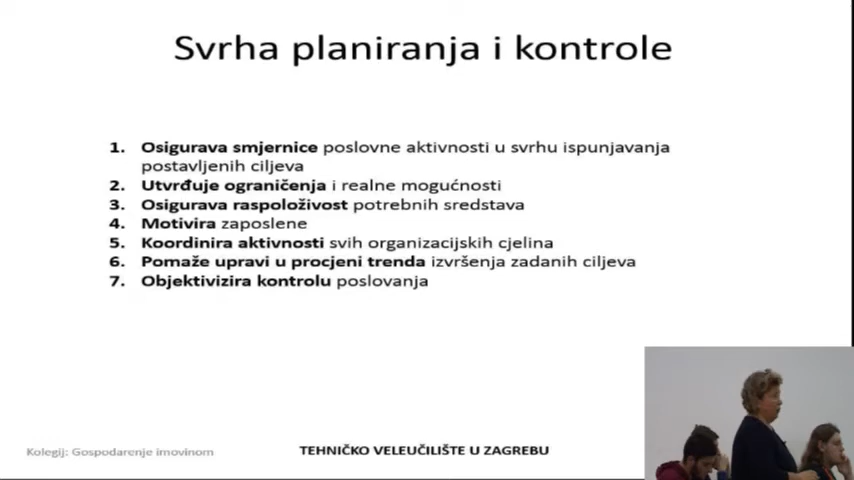 Svrha planiranja i kontrole
1. Osigurava smjernice poslovne aktivnosti u svrhu ispunjavanja
postavljenih ciljeva
2. Utvrđuje ograničenja i realne mogućnosti
3. Osigurava raspoloživost potrebnih sredstava
4. Motivira zaposlene
5. Koordinira aktivnosti svih organizacijskih cjelina
6. Pomaže upravi u procjeni trenda izvršenja zadanih ciljeva
7. Objektivizira kontrolu poslovanja
Kolegij: Gospodarenje imovinom
TEHNIČKO VELEUČILIŠTE U ZAGREBU